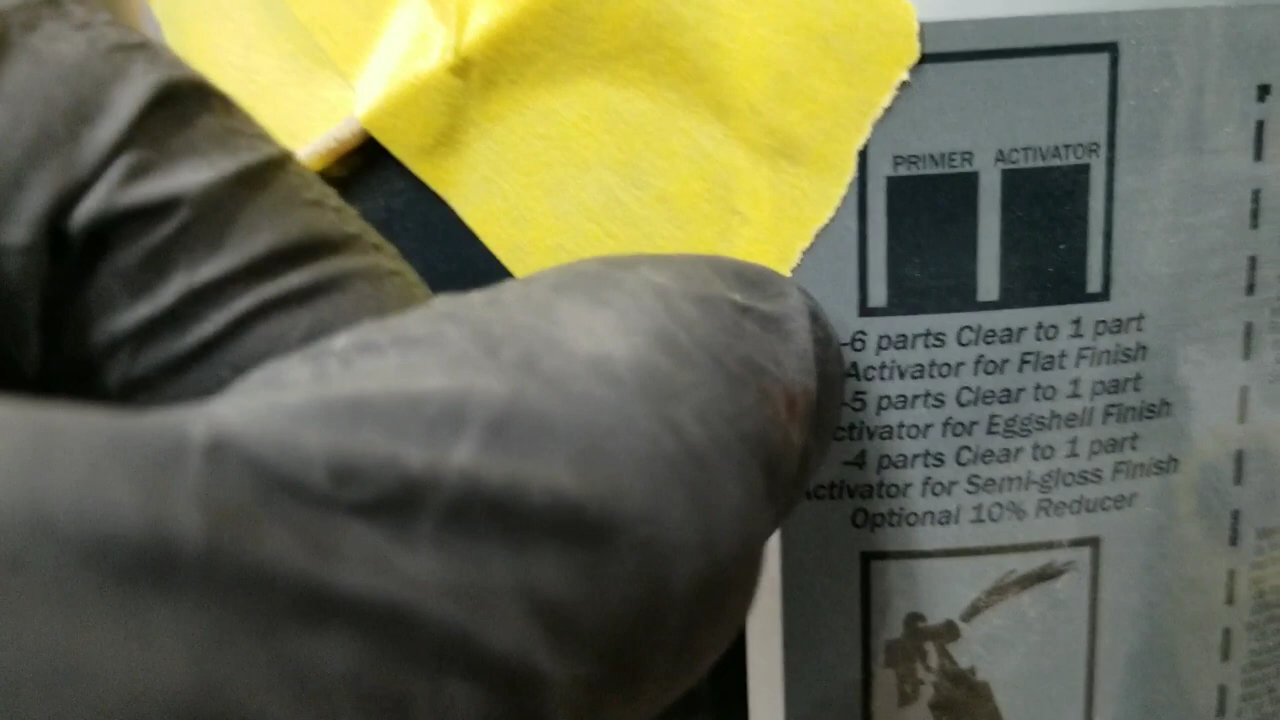 PRIMER ACTIVATOR
-6 parts Clear to 1 part
Activator for Flat Finish
-5 parts Clear to 1 part
ctivator for Eggshell Finish
-4 parts Clear to 1 part
ctivator for Semi-gloss Finish
Optional 10% Reducer